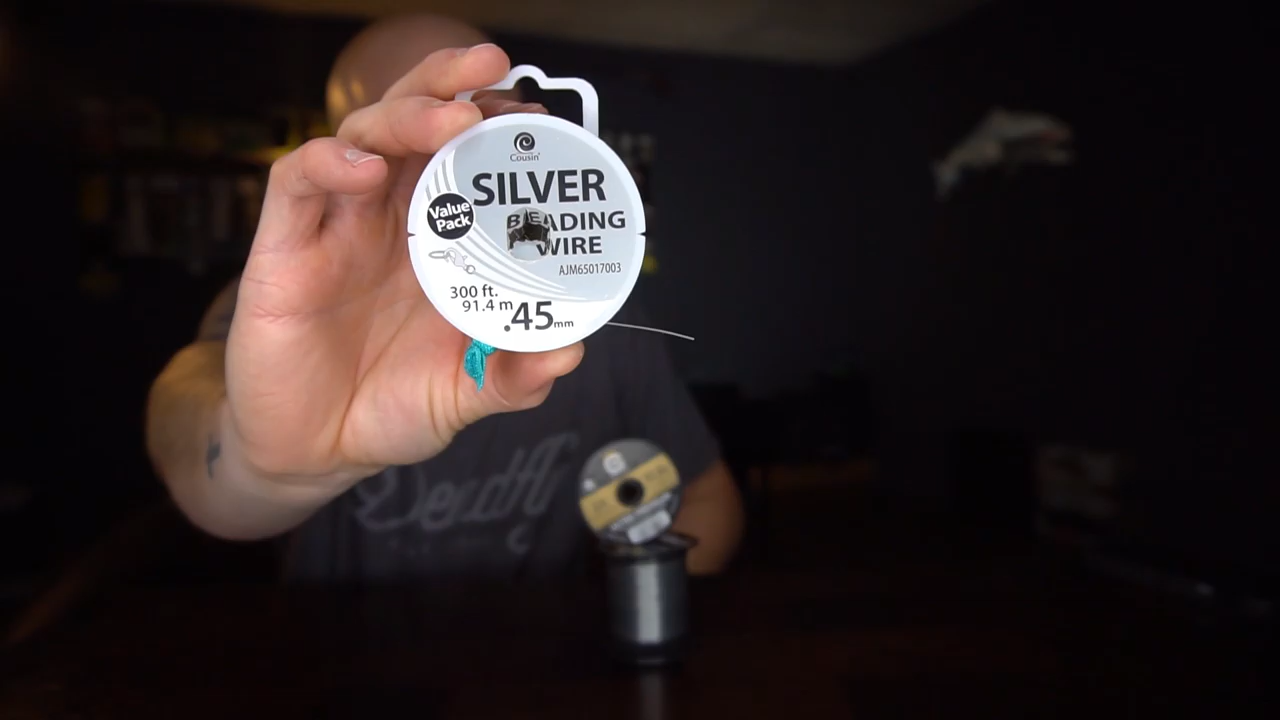 Cousin
SILVER
Value
Pack
BEADING
WIRE
AJM65017003
300 ft.
91.4 m
.45mm